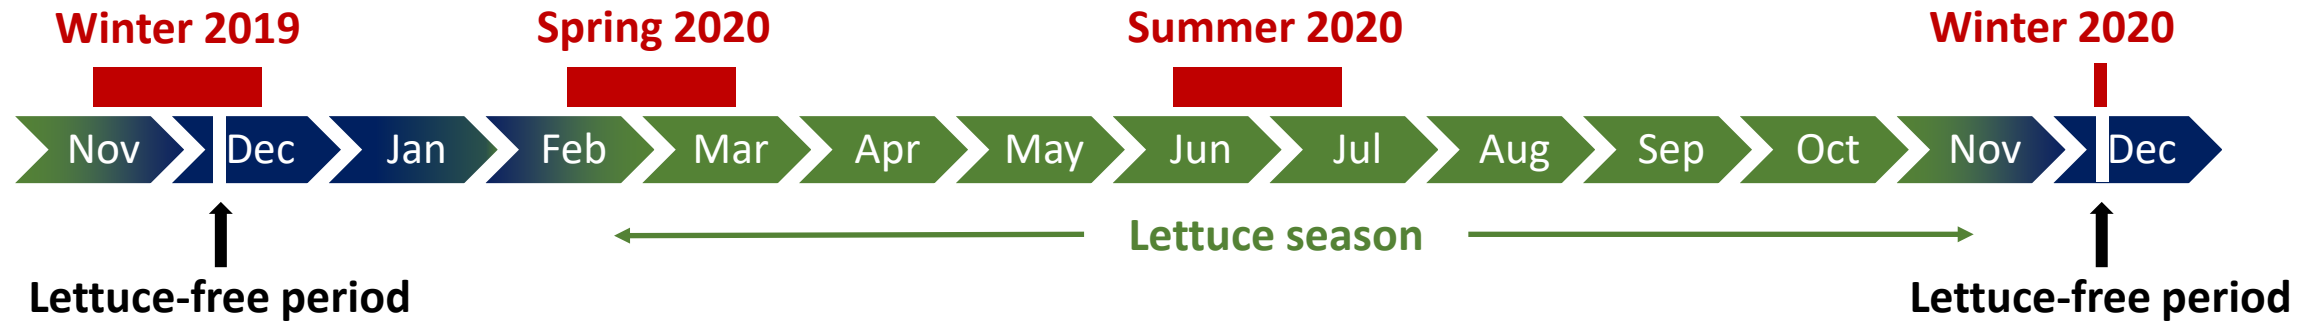 Winter 2019 Spring 2020 Summer 2020 Winter 2020
Nov Dec Jan Feb Mar Apr May Jun Jul Aug Sep Oct Nov Dec
Lettuce season
Lettuce-free period Lettuce-free period